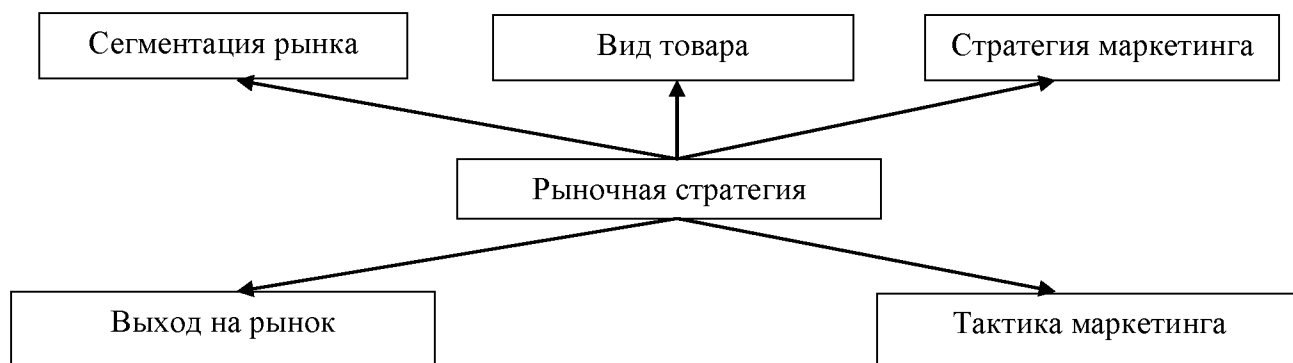 Сегментация рынка
Вид товара
Стратегия маркетинга
Рыночная стратегия
Выход на рынок
Тактика маркетинга